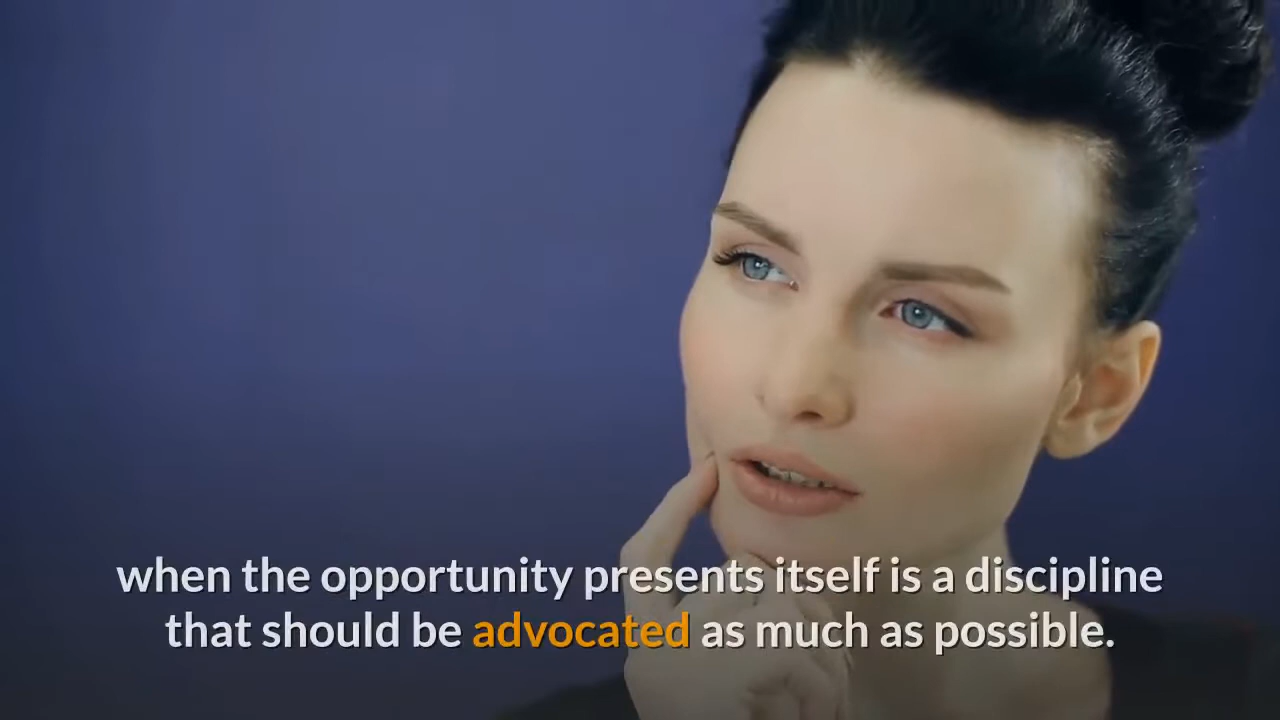 when the opportunity presents itself is a discipline
that should be advocated as much as possible.